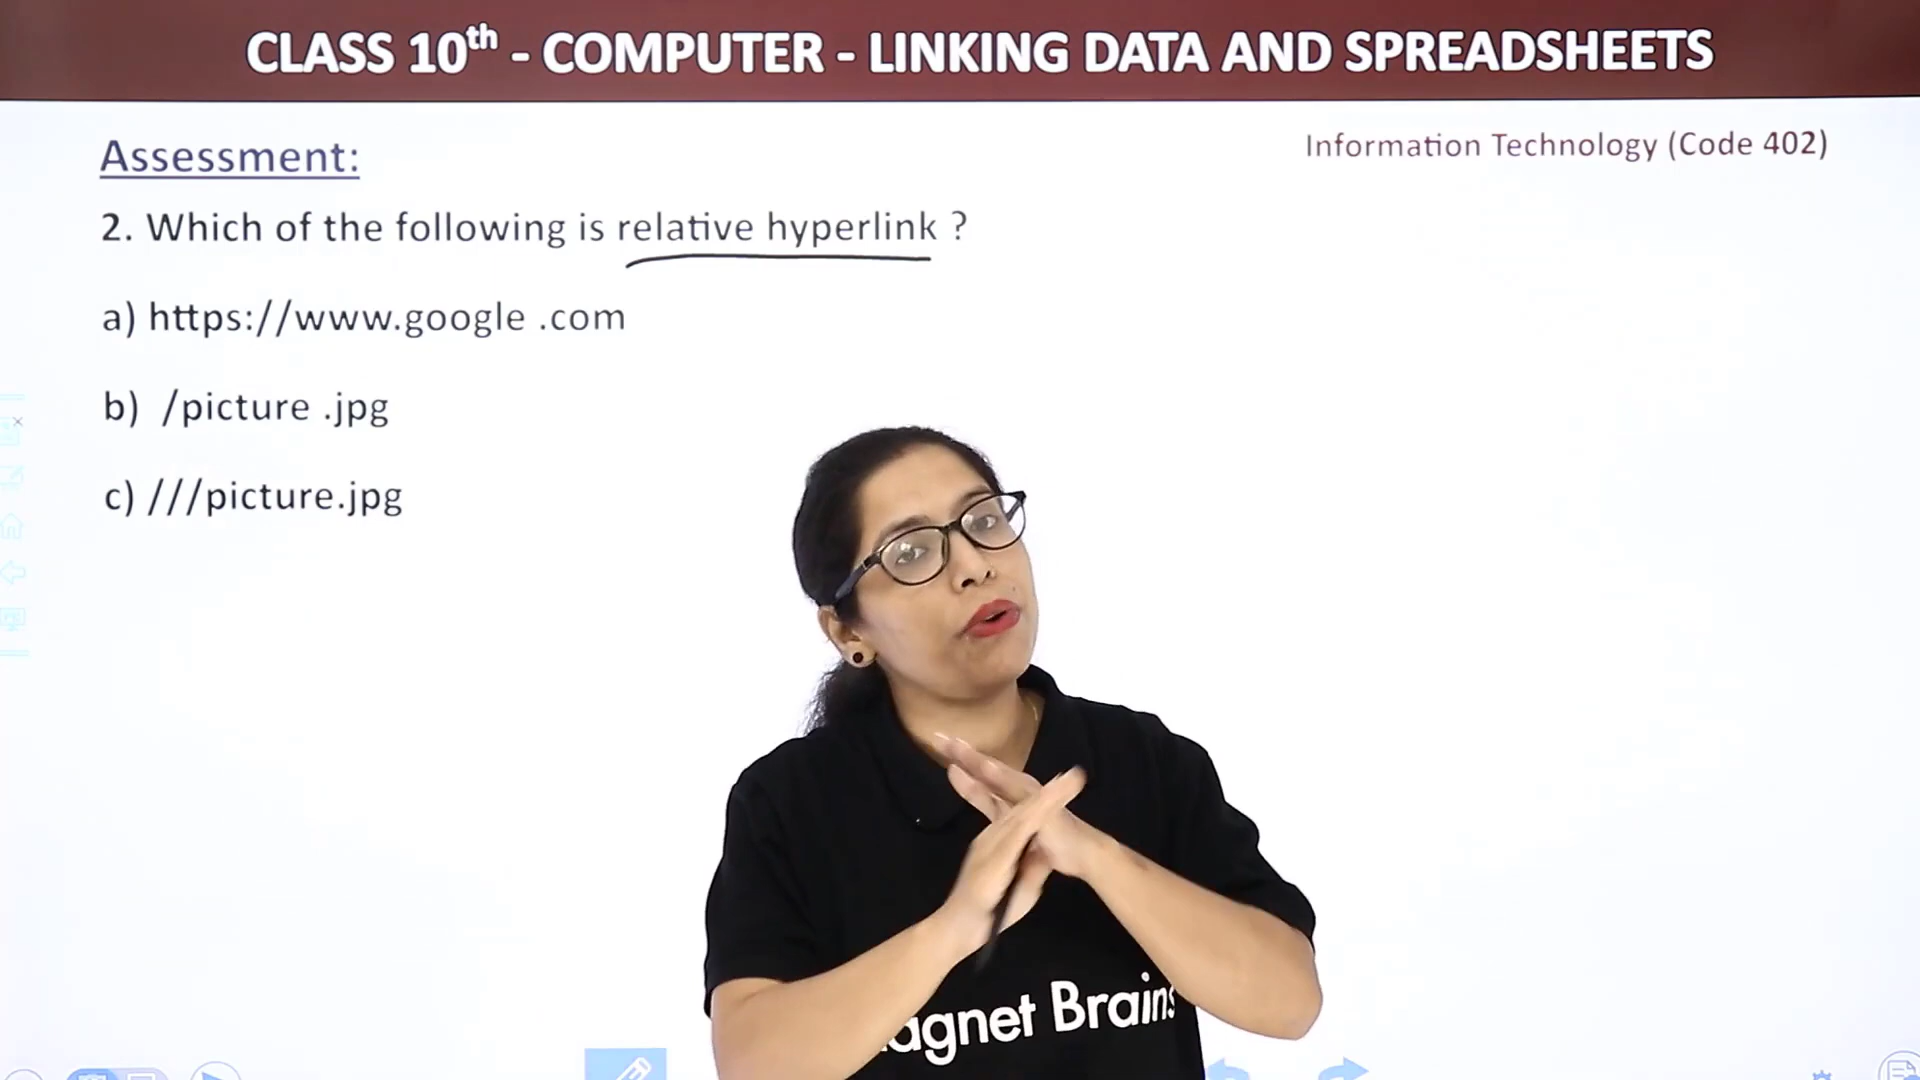 CLASS 10th - COMPUTER - LINKING DATA AND SPREADSHEETS
Assessment:
Information Technology (Code 402)
2. Which of the following is relative hyperlink ?
a) https://www.google .com
b) /picture .jpg
c) ///picture.jpg
agnet Brains